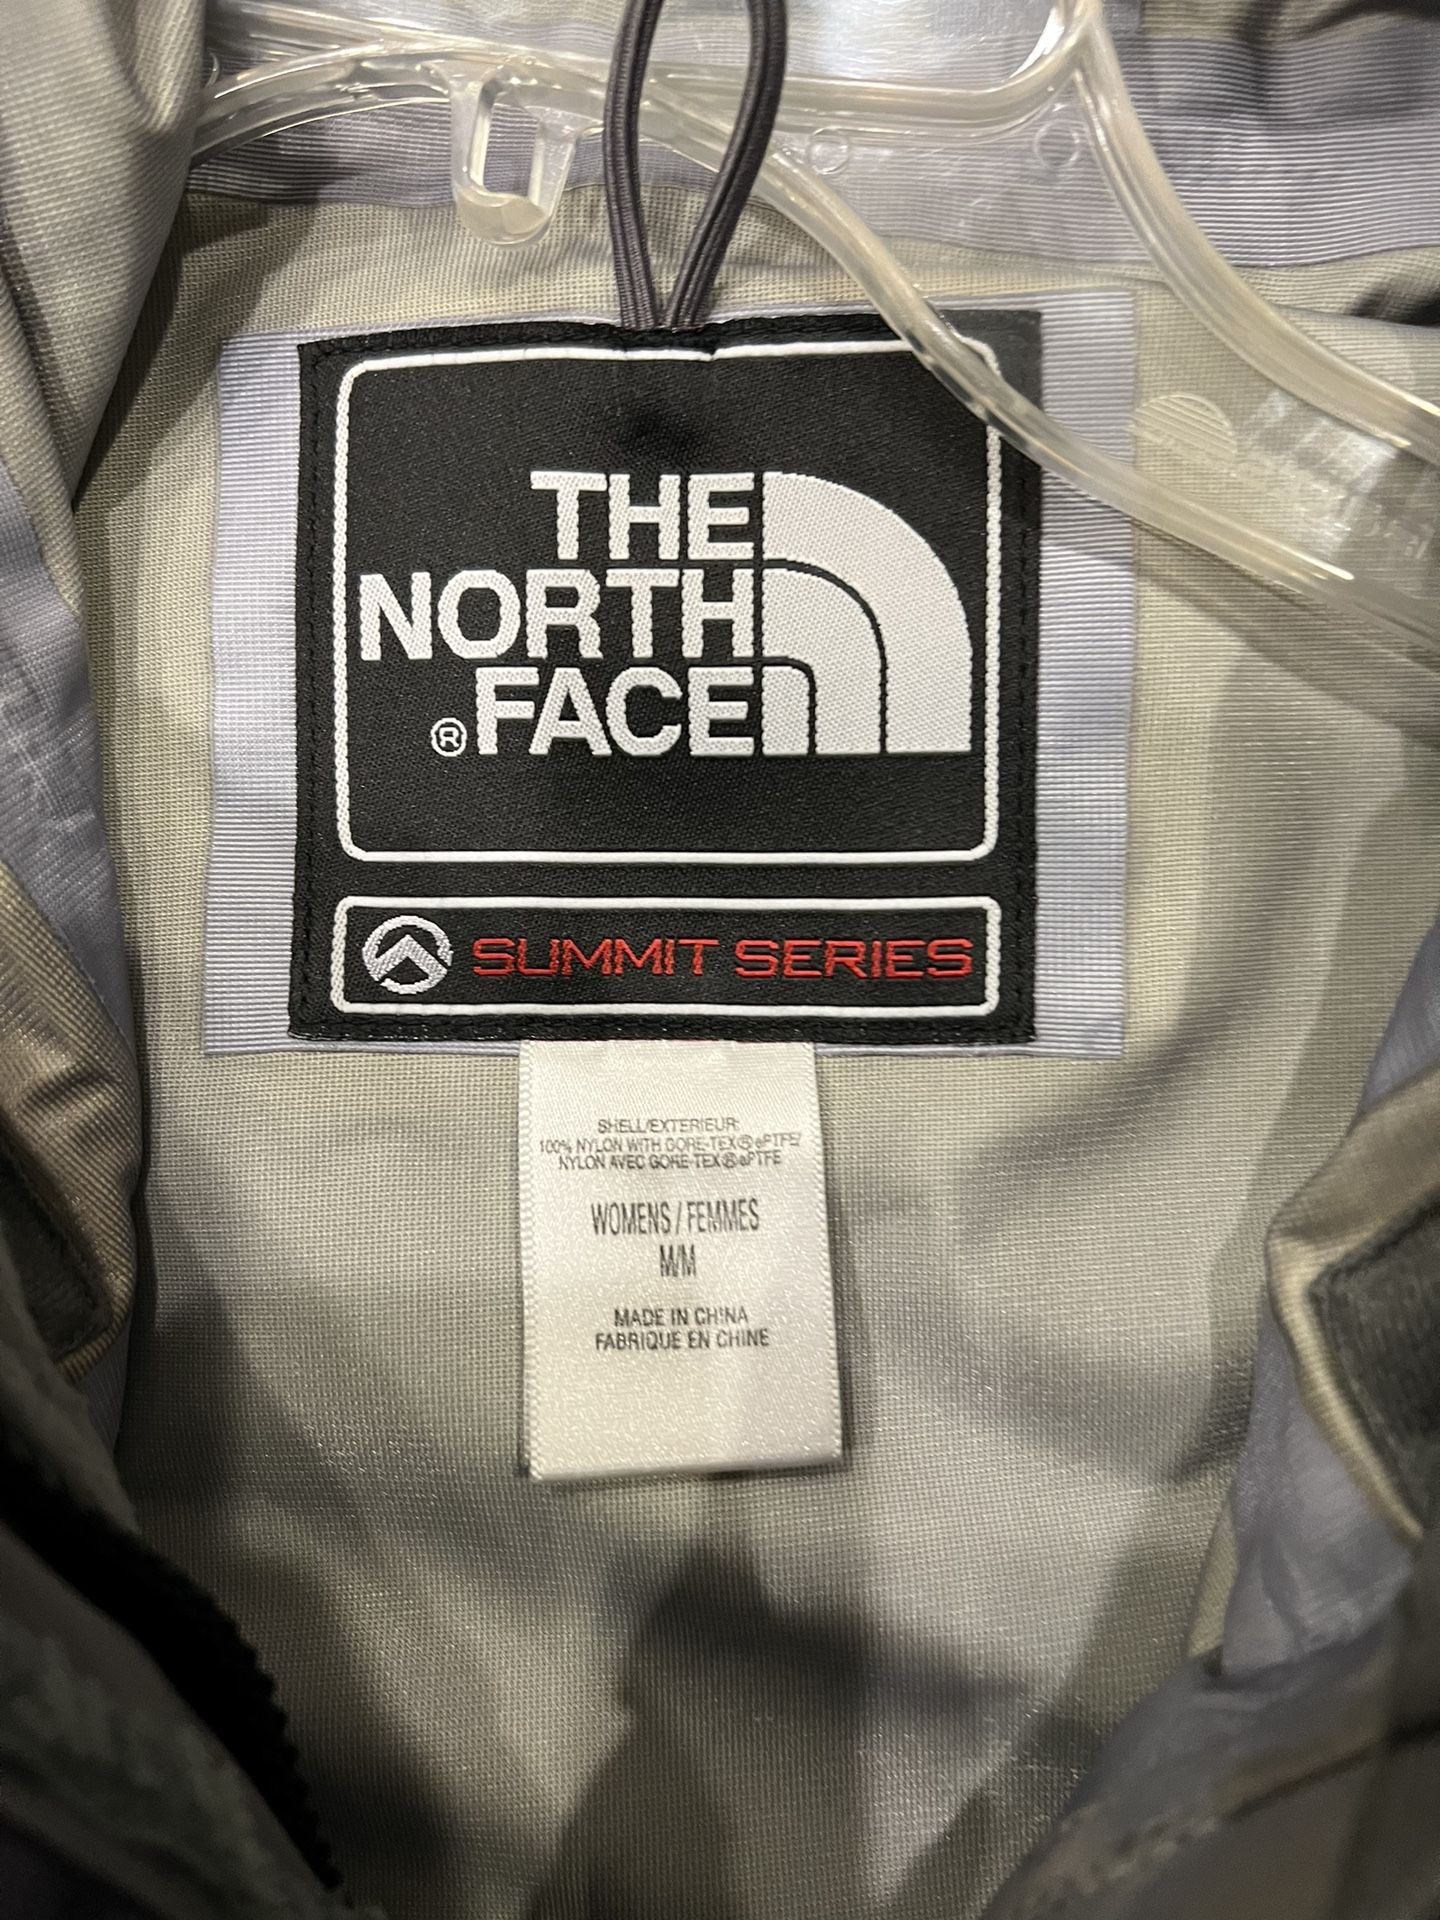 THE
NORTH
®FACE
SUMMIT SERIES
SHELL/EXTERIEUR:
100% NYLON WITH GORE-TEX® ePTFE/
NYLON AVEC GORE-TEX® ePTFE
WOMENS / FEMMES
M/M
MADE IN CHINA
FABRIQUE EN CHINE